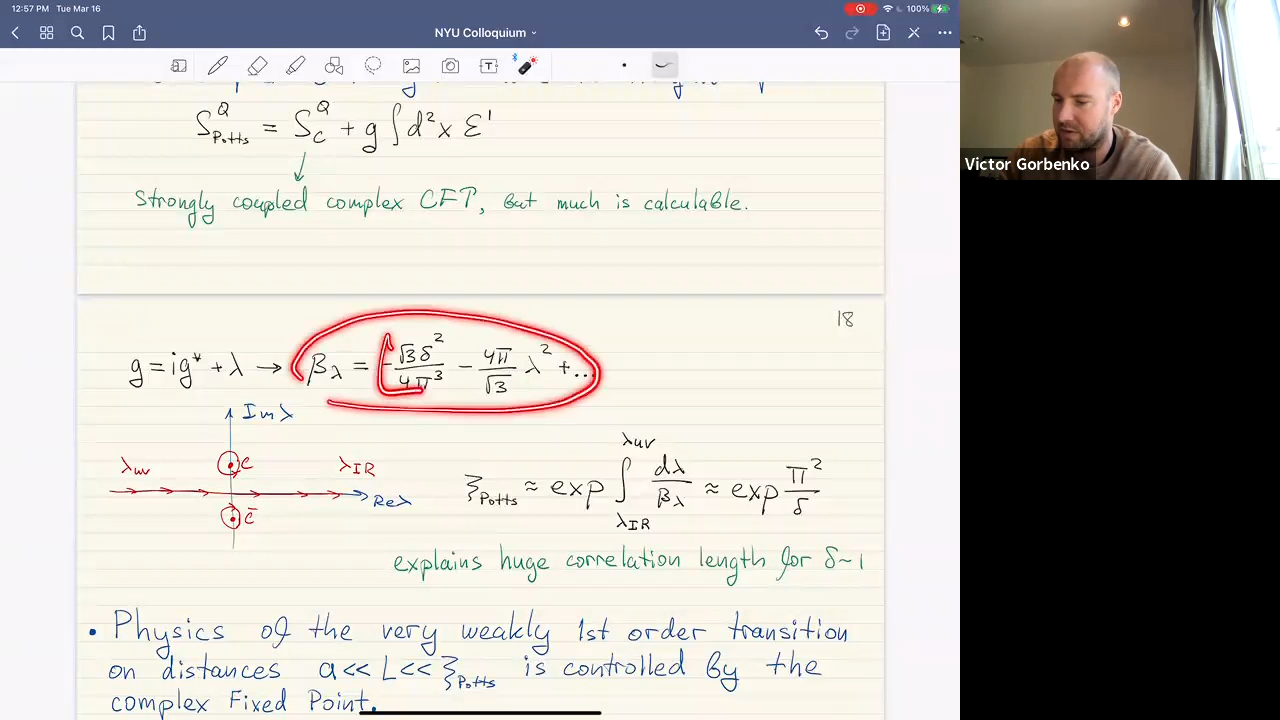 12:57 PM Tue Mar 16
100%
NYU Colloquium
S^Q_Potts = S^Q_C + g ∫d²x ε'
Strongly coupled complex CFT, but much is calculable.
18
g = ig* + λ → β_λ = -√3δ²/4π³ - 4π/√3 λ² + ...
Im λ
λ_UV
C
λ_IR
Re λ
C̄
ξ_Potts ≈ exp ∫_{λ_IR}^{λ_UV} dλ/β_λ ≈ exp π²/δ
explains huge correlation length for δ~1
• Physics of the very weakly 1st order transition
on distances a << L << ξ_Potts is controlled by the
complex Fixed Point.
Victor Gorbenko